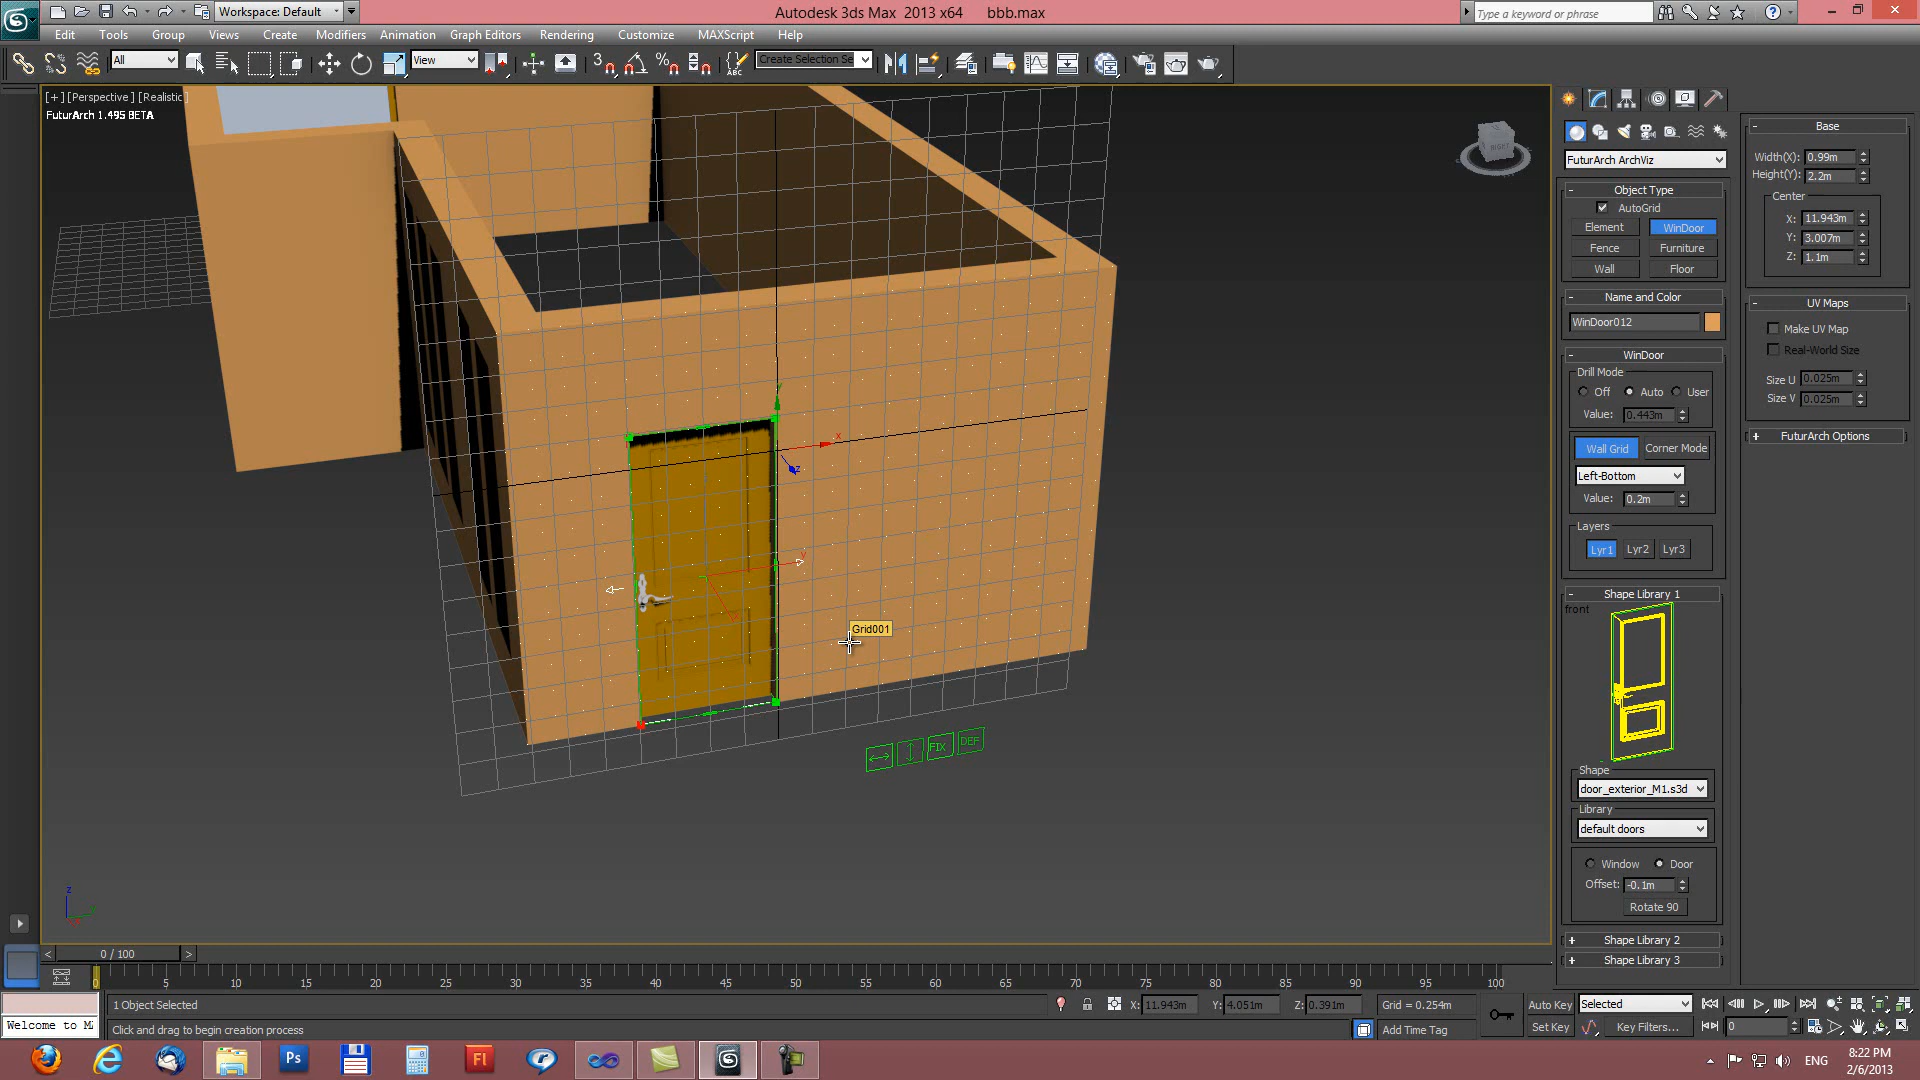 Workspace: Default
Autodesk 3ds Max 2013 x64 bbb.max
Type a keyword or phrase
Edit Tools Group Views Create Modifiers Animation Graph Editors Rendering Customize MAXScript Help
All
View
3
Create Selection Se
[+] [Perspective] [Realistic]
FuturArch 1.495 BETA
RIGHT
x
z
y
Grid001
FIX
DEF
z
FuturArch ArchViz
- Object Type
AutoGrid
Element WinDoor
Fence Furniture
Wall Floor
- Name and Color
WinDoor012
- WinDoor
Drill Mode
Off Auto User
Value: 0.443m
Wall Grid Corner Mode
Left-Bottom
Value: 0.2m
Layers
Lyr1 Lyr2 Lyr3
- Shape Library 1
front
Shape
door_exterior_M1.s3d
Library
default doors
Window Door
Offset: -0.1m
Rotate 90
+ Shape Library 2
+ Shape Library 3
- Base
Width(X): 0.99m
Height(Y): 2.2m
Center
X: 11.943m
Y: 3.007m
Z: 1.1m
- UV Maps
Make UV Map
Real-World Size
Size U 0.025m
Size V 0.025m
+ FuturArch Options
< 0 / 100 >
0 5 10 15 20 25 30 35 40 45 50 55 60 65 70 75 80 85 90 95 100
1 Object Selected
X: 11.943m Y: 4.051m Z: 0.391m Grid = 0.254m
Auto Key Selected
Welcome to M
Click and drag to begin creation process
Add Time Tag
Set Key Key Filters... 0
Ps
Fl
ENG
8:22 PM
2/6/2013